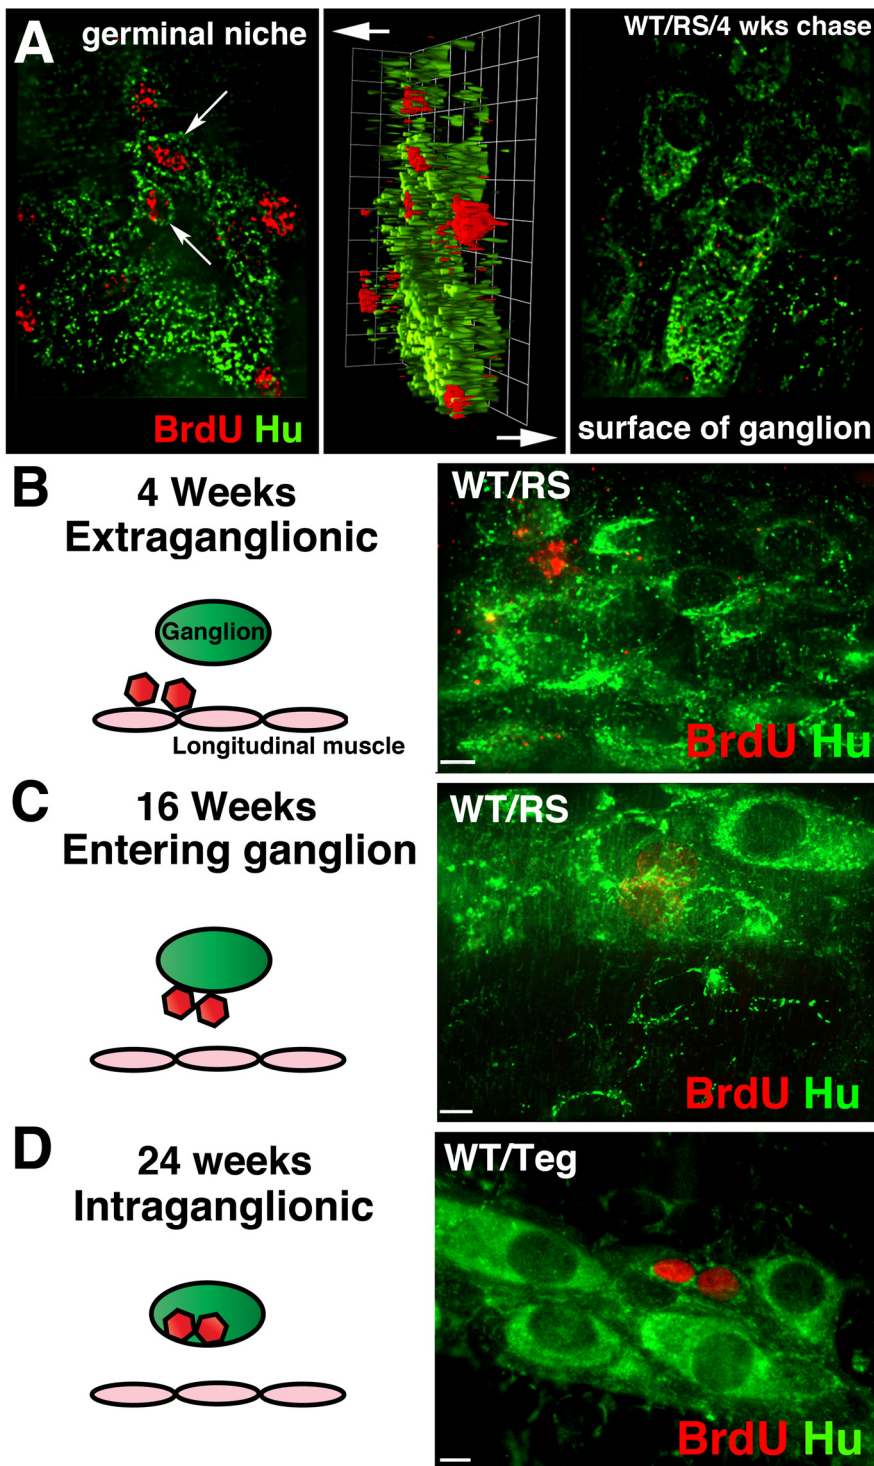 A
germinal niche
BrdU Hu
WT/RS/4 wks chase
surface of ganglion
B
4 Weeks
Extraganglionic
Ganglion
Longitudinal muscle
WT/RS
BrdU Hu
C
16 Weeks
Entering ganglion
WT/RS
BrdU Hu
D
24 weeks
Intraganglionic
WT/Teg
BrdU Hu